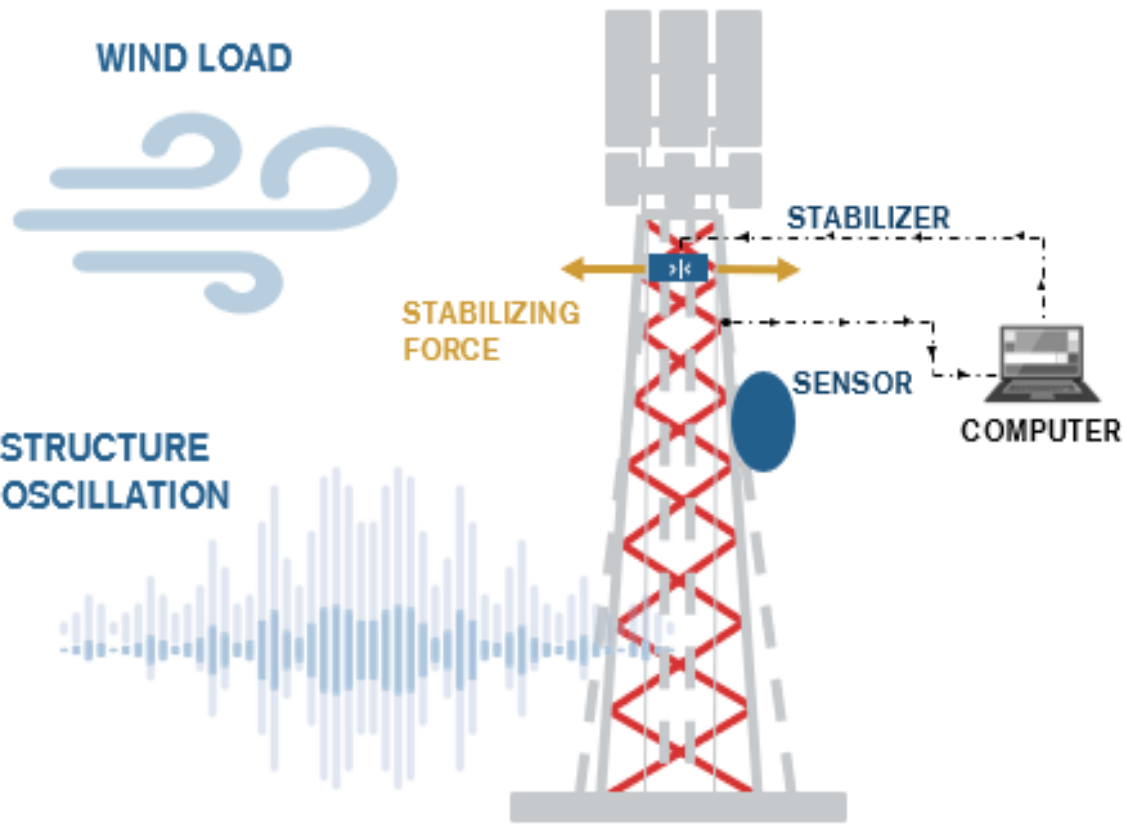 WIND LOAD
STABILIZER
STABILIZING
FORCE
SENSOR
COMPUTER
STRUCTURE
OSCILLATION